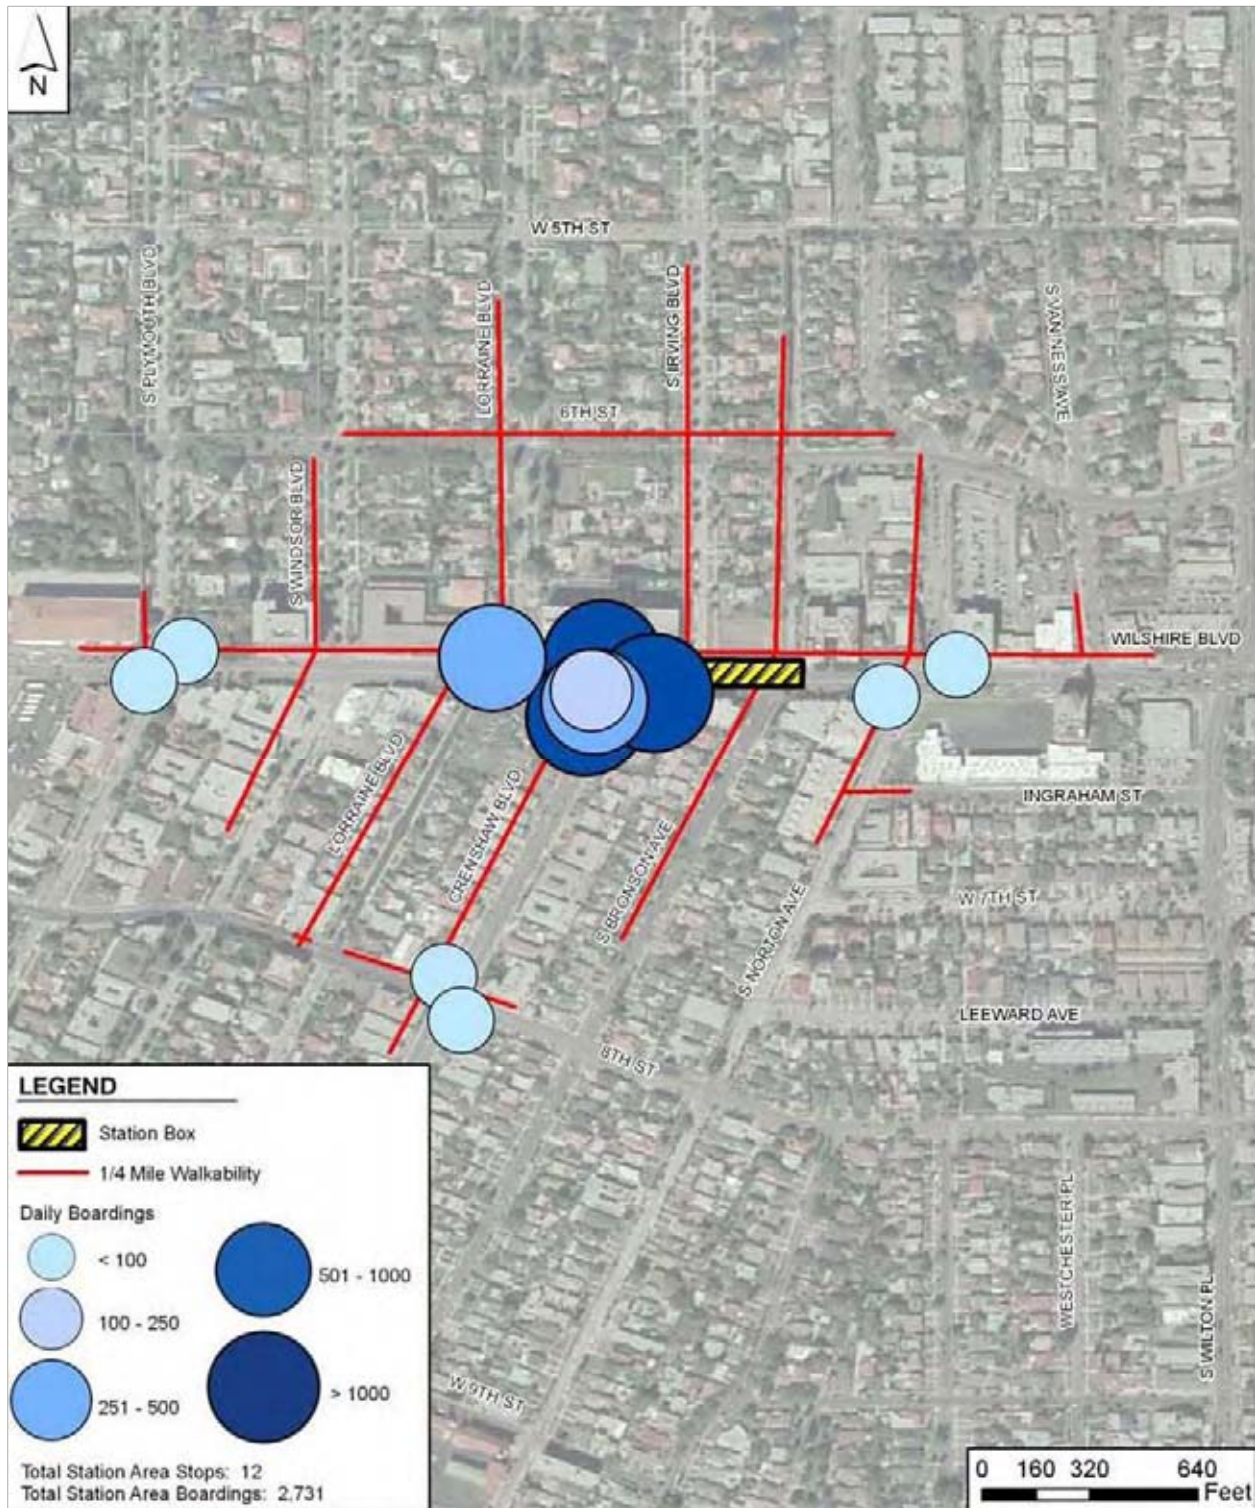 N
W 5TH ST
S PLYMOUTH BLVD
LORRAINE BLVD
S IRVING BLVD
S VAN NESS AVE
6TH ST
S WINDSOR BLVD
WILSHIRE BLVD
LORRAINE BLVD
CRENSHAW BLVD
S BRONSON AVE
S NORTON AVE
INGRAHAM ST
W 7TH ST
LEEWARD AVE
8TH ST
WESTCHESTER PL
S WILTON PL
W 9TH ST
LEGEND
Station Box
1/4 Mile Walkability
Daily Boardings
< 100
100 - 250
251 - 500
501 - 1000
> 1000
Total Station Area Stops: 12
Total Station Area Boardings: 2,731
0 160 320 640
Feet